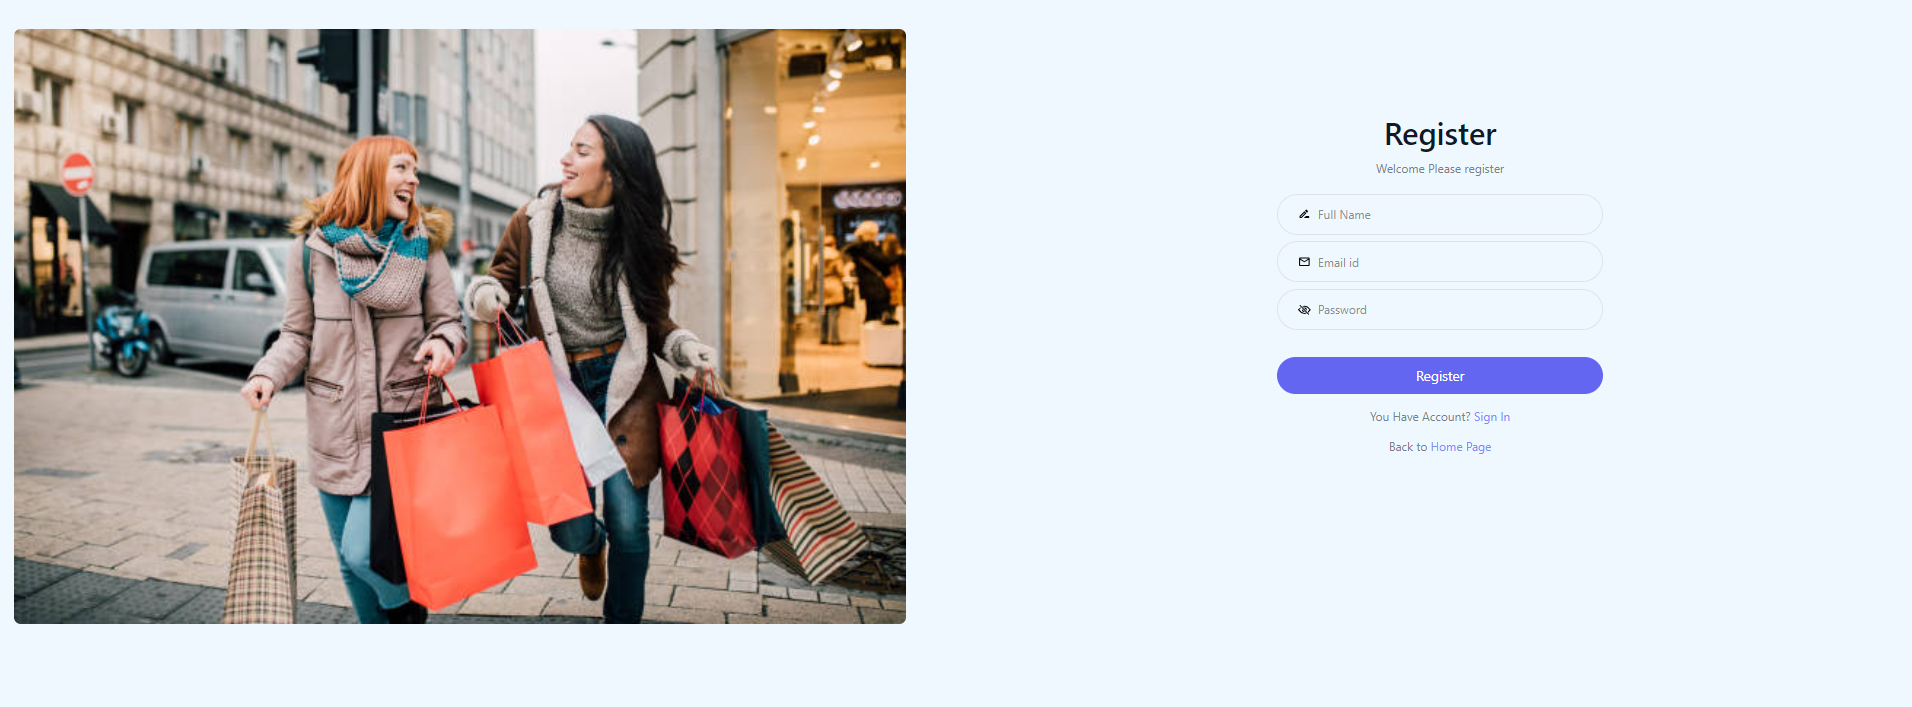 Register
Welcome Please register
Full Name
Email id
Password
Register
You Have Account? Sign In
Back to Home Page